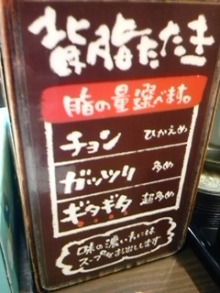 背脂たたき
脂の量選べます。
チョン ひかえめ
ガッツリ 多め
ギタギタ 超多め
味の濃い方は
スープお出しします